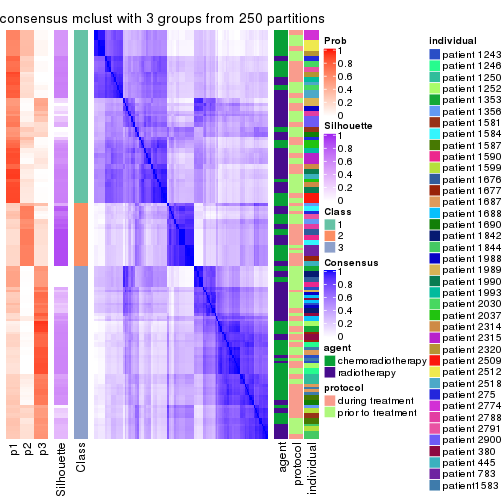 consensus mclust with 3 groups from 250 partitions
Prob
1
0.8
0.6
0.4
0.2
0
Silhouette
1
0.8
0.6
0.4
0.2
0
Class
1
2
3
Consensus
1
0.8
0.6
0.4
0.2
0
agent
chemoradiotherapy
radiotherapy
protocol
during treatment
prior to treatment
individual
patient 1243
patient 1246
patient 1250
patient 1252
patient 1353
patient 1356
patient 1581
patient 1584
patient 1587
patient 1590
patient 1599
patient 1676
patient 1677
patient 1687
patient 1688
patient 1690
patient 1842
patient 1844
patient 1988
patient 1989
patient 1990
patient 1993
patient 2030
patient 2037
patient 2314
patient 2315
patient 2320
patient 2509
patient 2512
patient 2518
patient 275
patient 2774
patient 2788
patient 2791
patient 2900
patient 380
patient 445
patient 783
patient1583
p1
p2
p3
Silhouette
Class
agent
protocol
individual